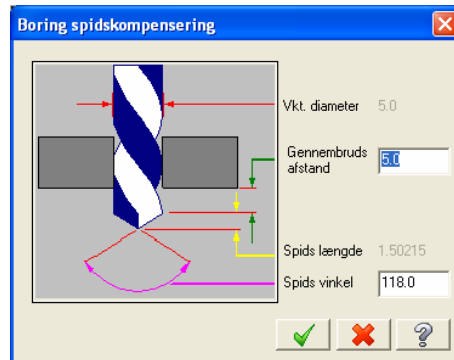 Boring spidskompensering
Vkt. diameter 5.0
Gennembruds
afstand 5.0
Spids længde 1.50215
Spids vinkel 118.0